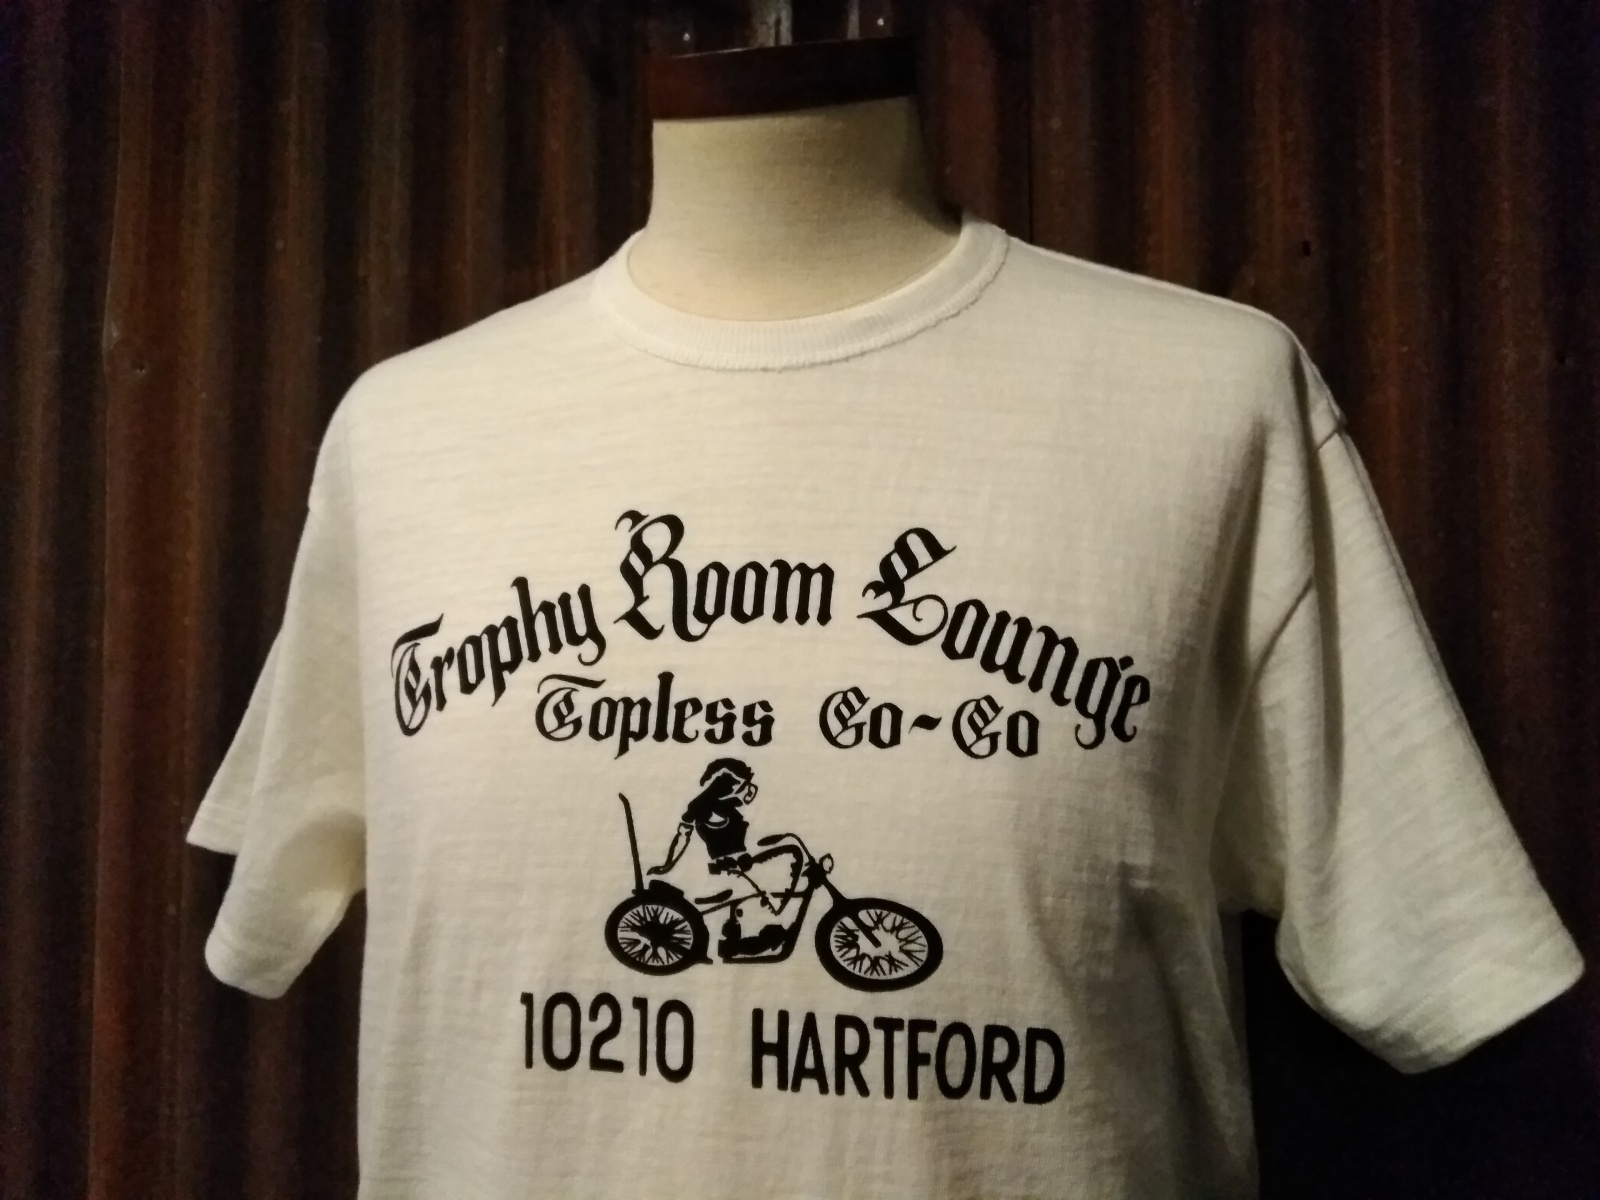 Trophy Room Lounge
Topless Go-Go
10210 HARTFORD